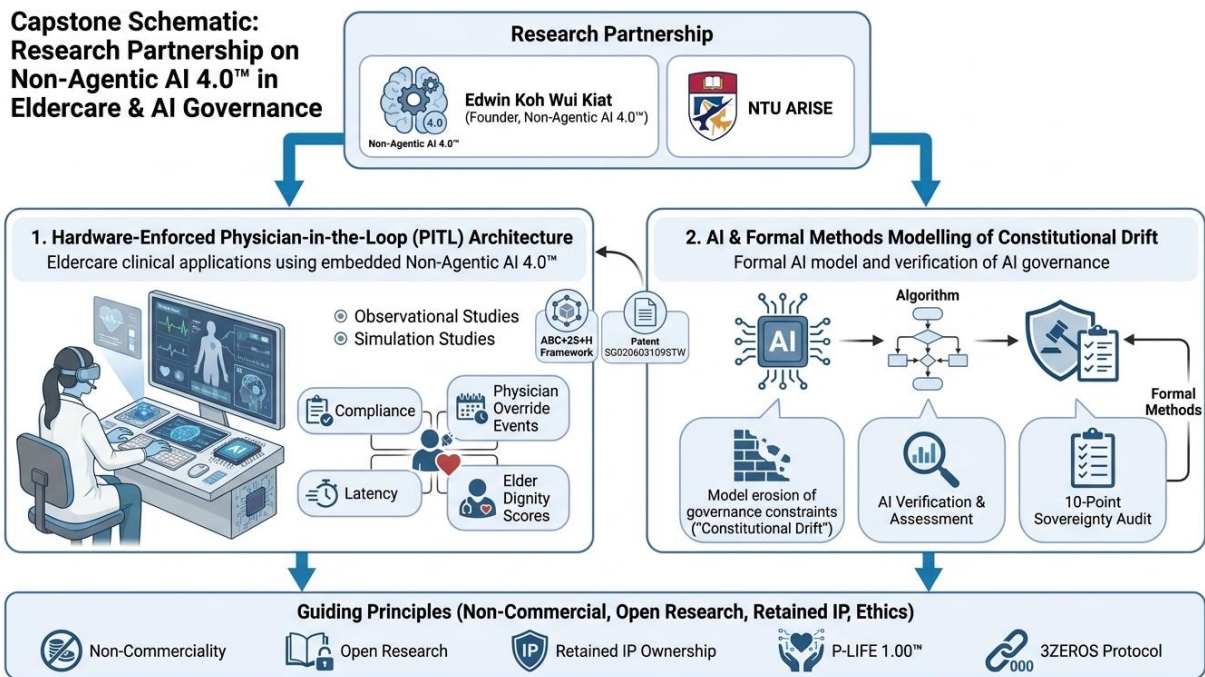 Capstone Schematic:
Research Partnership on
Non-Agentic AI 4.0™ in
Eldercare & AI Governance
Research Partnership
4.0
Non-Agentic AI 4.0™
Edwin Koh Wui Kiat
(Founder, Non-Agentic AI 4.0™)
NTU ARISE
1. Hardware-Enforced Physician-in-the-Loop (PITL) Architecture
Eldercare clinical applications using embedded Non-Agentic AI 4.0™
Observational Studies
Simulation Studies
AI
Compliance
Physician
Override
Events
Latency
Elder
Dignity
Scores
ABC+2S+H
Framework
Patent
SG020603109STW
2. AI & Formal Methods Modelling of Constitutional Drift
Formal AI model and verification of AI governance
AI
Algorithm
Formal
Methods
Model erosion of
governance constraints
("Constitutional Drift")
AI Verification &
Assessment
10-Point
Sovereignty Audit
Guiding Principles (Non-Commercial, Open Research, Retained IP, Ethics)
Non-Commerciality
Open Research
IP
Retained IP Ownership
P-LIFE 1.00™
000
3ZEROS Protocol